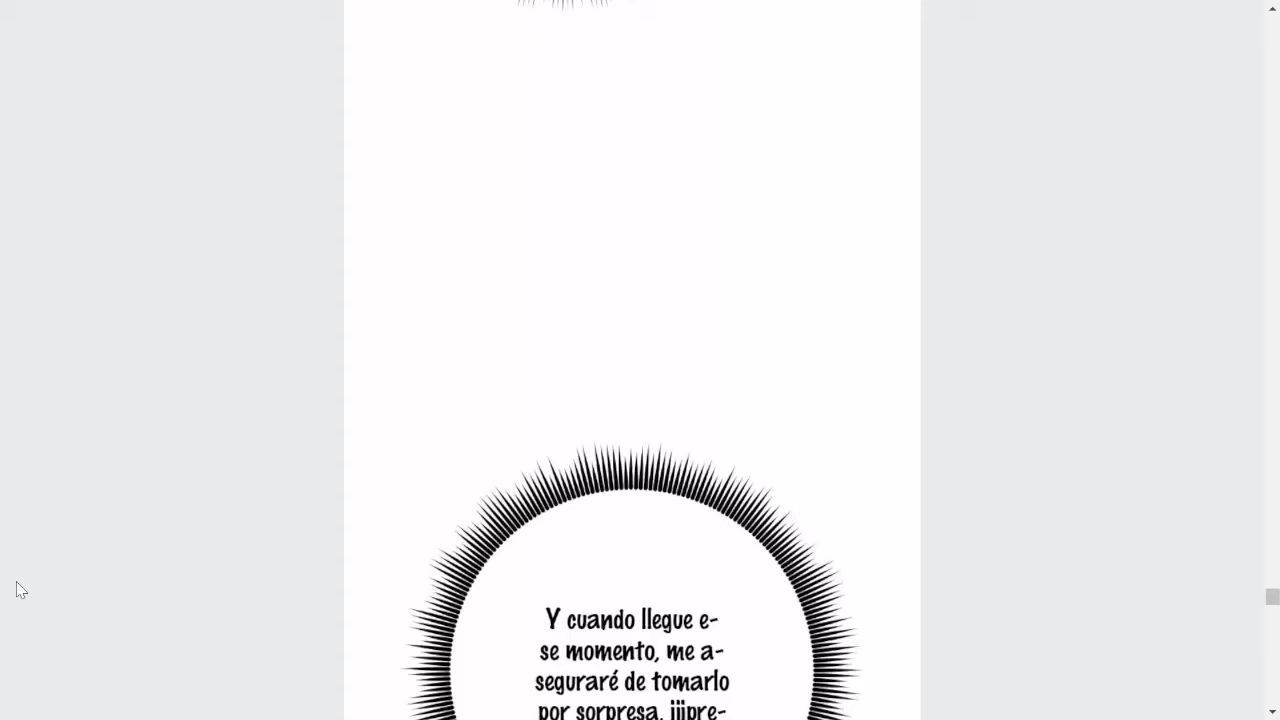 Y cuando llegue e-
se momento, me a-
seguraré de tomarlo
por sorpresa, ¡¡¡pre-